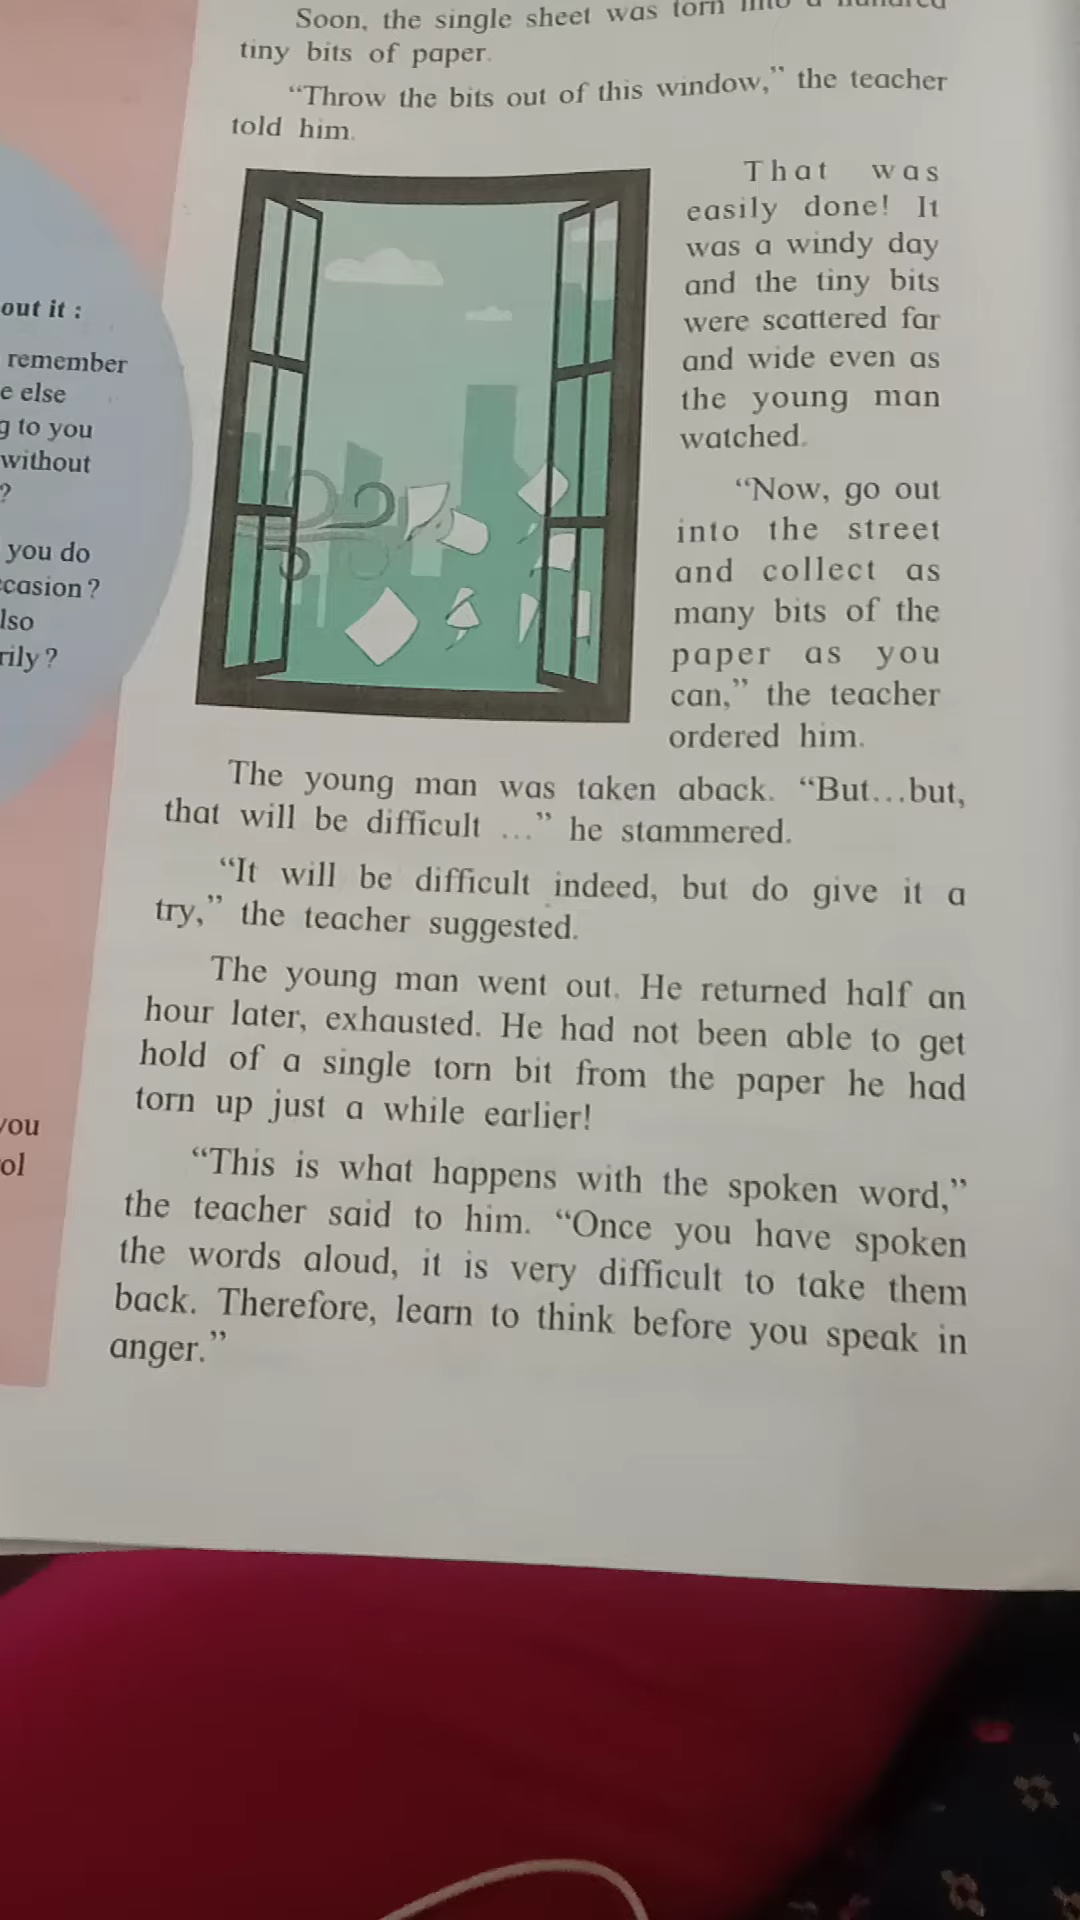 Soon, the single sheet was torn into a hundred
tiny bits of paper.
“Throw the bits out of this window,” the teacher
told him.
That was
easily done! It
was a windy day
and the tiny bits
were scattered far
and wide even as
the young man
watched.
“Now, go out
into the street
and collect as
many bits of the
paper as you
can,” the teacher
ordered him.
The young man was taken aback. “But...but,
that will be difficult ...” he stammered.
“It will be difficult indeed, but do give it a
try,” the teacher suggested.
The young man went out. He returned half an
hour later, exhausted. He had not been able to get
hold of a single torn bit from the paper he had
torn up just a while earlier!
“This is what happens with the spoken word,”
the teacher said to him. “Once you have spoken
the words aloud, it is very difficult to take them
back. Therefore, learn to think before you speak in
anger.”
out it :
remember
e else
g to you
without
?
you do
casion ?
lso
rily ?
you
ol